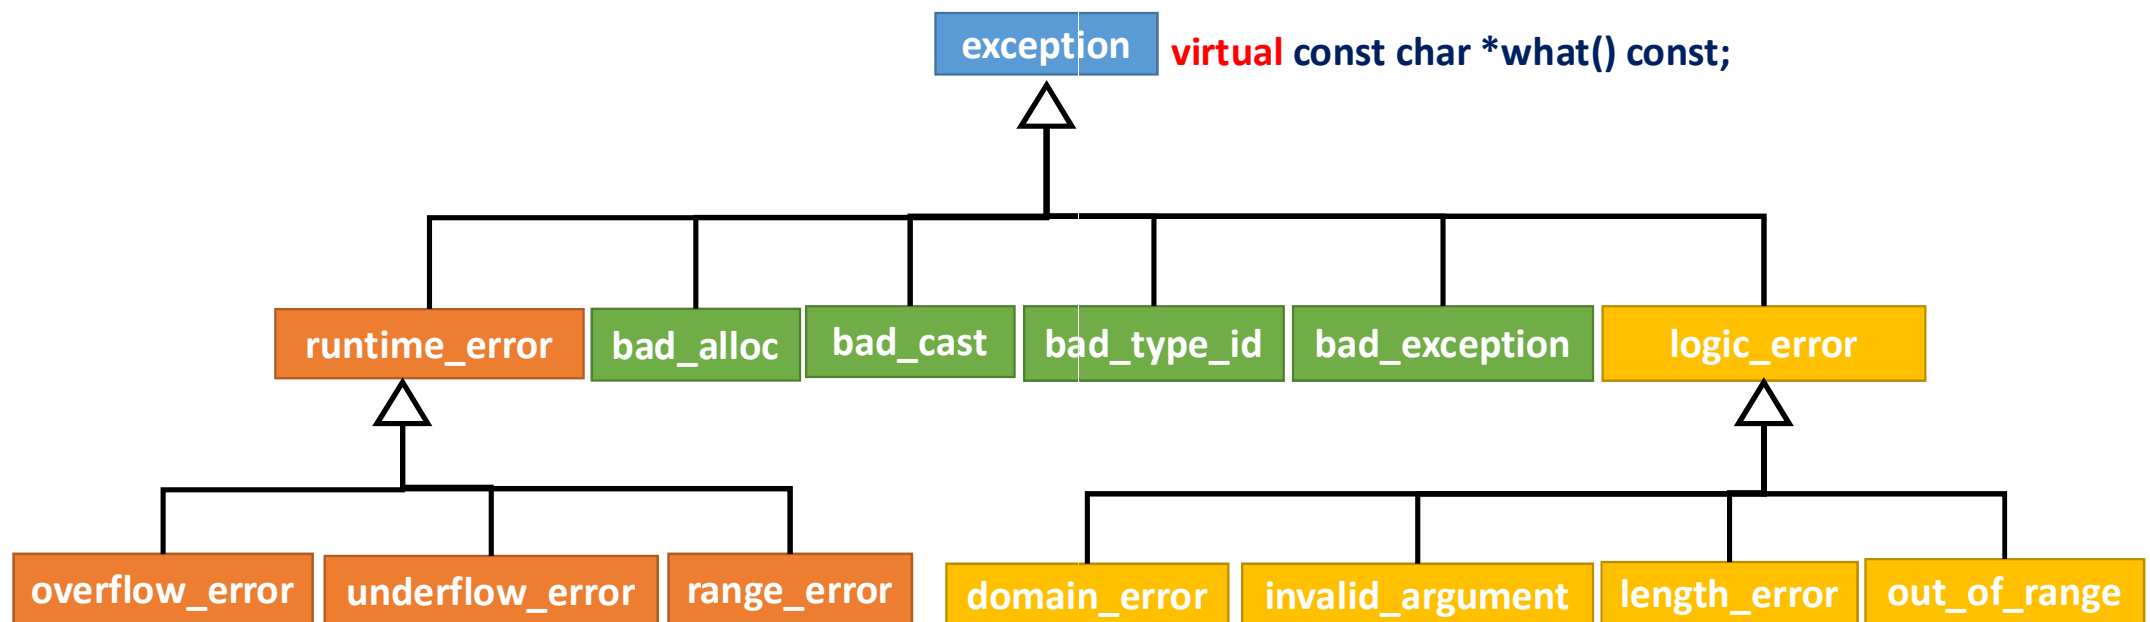 exception
virtual const char *what() const;
runtime_error
bad_alloc
bad_cast
bad_type_id
bad_exception
logic_error
overflow_error
underflow_error
range_error
domain_error
invalid_argument
length_error
out_of_range